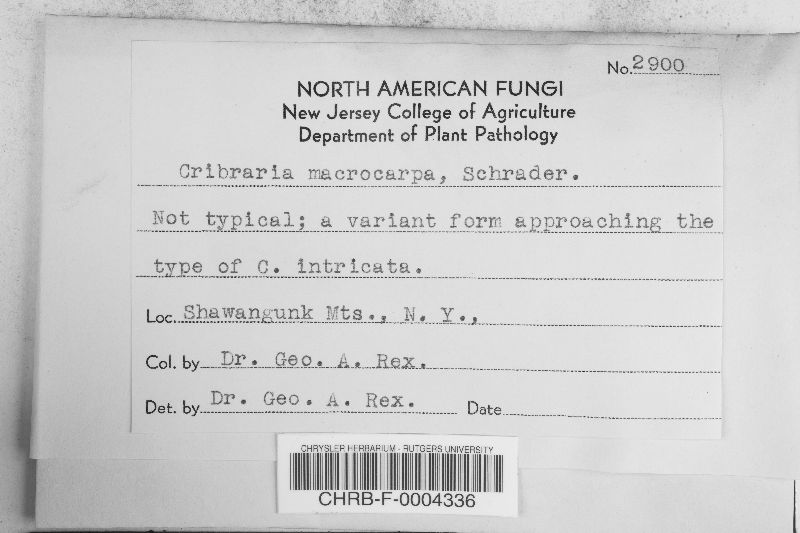 No. 2900
NORTH AMERICAN FUNGI
New Jersey College of Agriculture
Department of Plant Pathology
Cribraria macrocarpa, Schrader.
Not typical; a variant form approaching the
type of C. intricata.
Loc. Shawangunk Mts., N. Y.,
Col. by Dr. Geo. A. Rex.
Det. by Dr. Geo. A. Rex. Date
CHRYSLER HERBARIUM - RUTGERS UNIVERSITY
CHRB-F-0004336